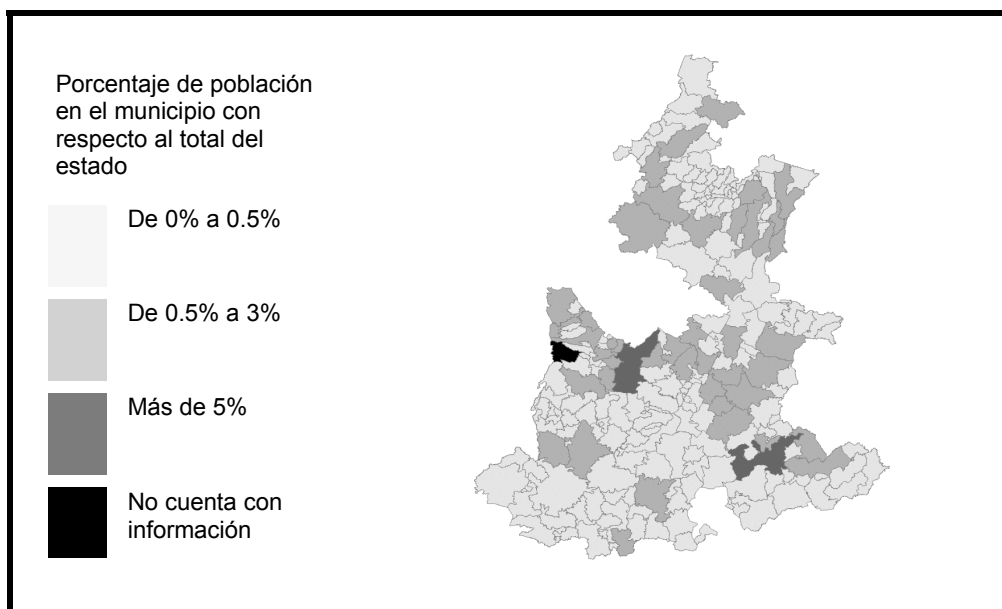 Porcentaje de población
en el municipio con
respecto al total del
estado
De 0% a 0.5%
De 0.5% a 3%
Más de 5%
No cuenta con
información